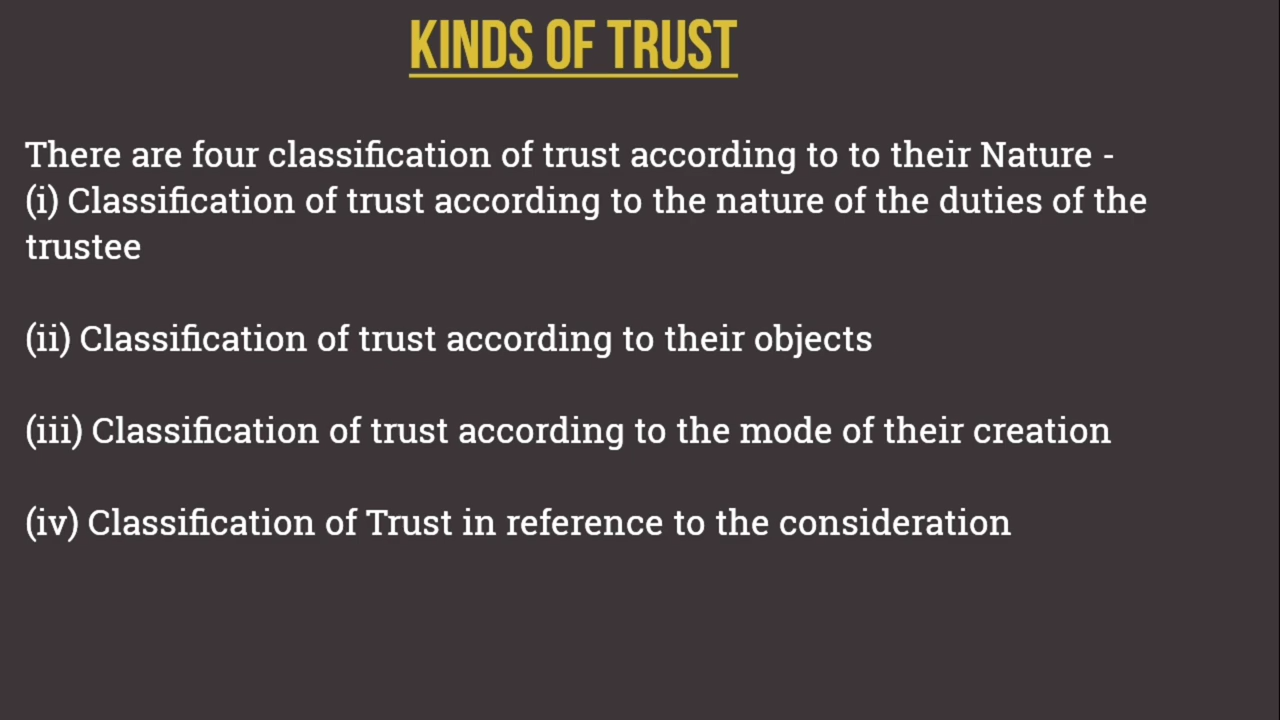 KINDS OF TRUST
There are four classification of trust according to to their Nature -
(i) Classification of trust according to the nature of the duties of the
trustee
(ii) Classification of trust according to their objects
(iii) Classification of trust according to the mode of their creation
(iv) Classification of Trust in reference to the consideration